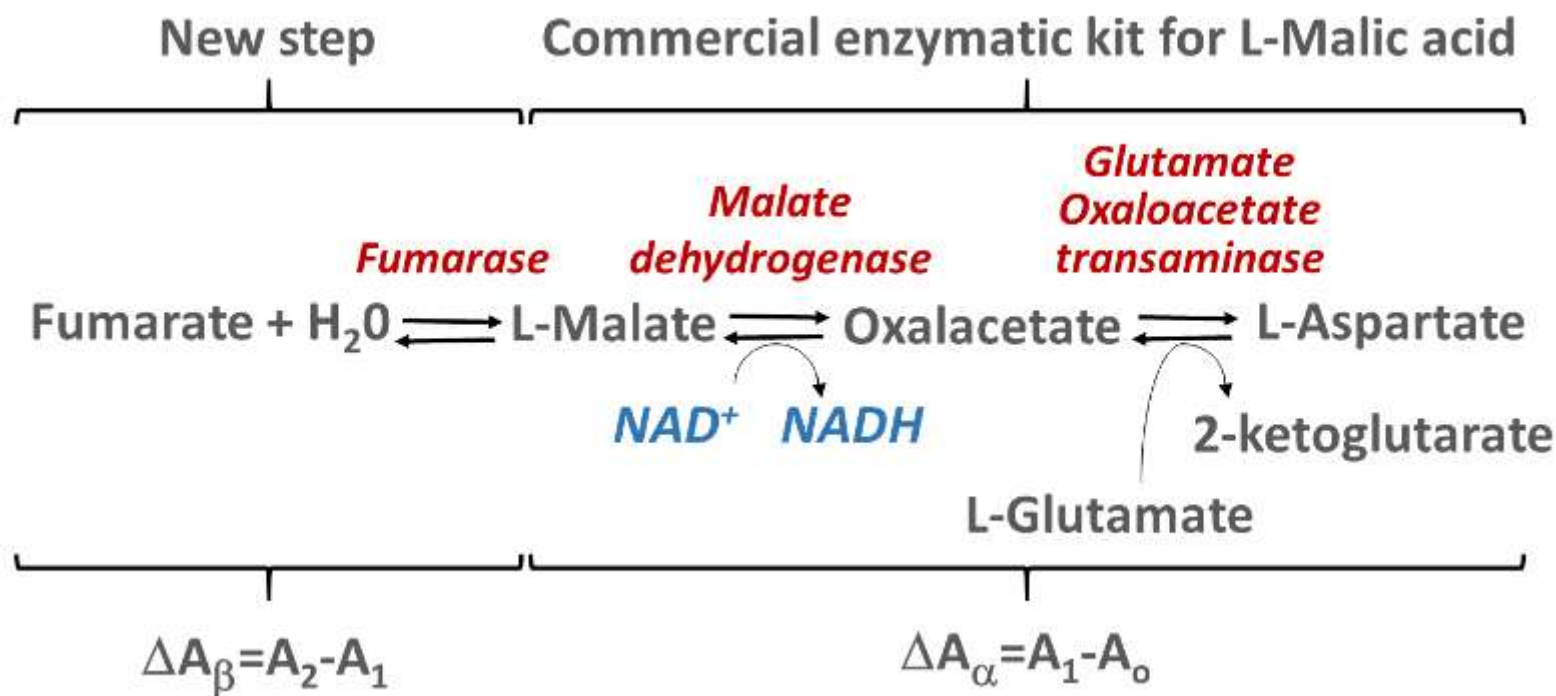 New step
Commercial enzymatic kit for L-Malic acid
Glutamate
Oxaloacetate
transaminase
Malate
dehydrogenase
Fumarase
Fumarate + H₂0
L-Malate
Oxalacetate
L-Aspartate
NAD⁺
NADH
2-ketoglutarate
L-Glutamate
ΔAᵦ=A₂-A₁
ΔA_α=A₁-Aₒ